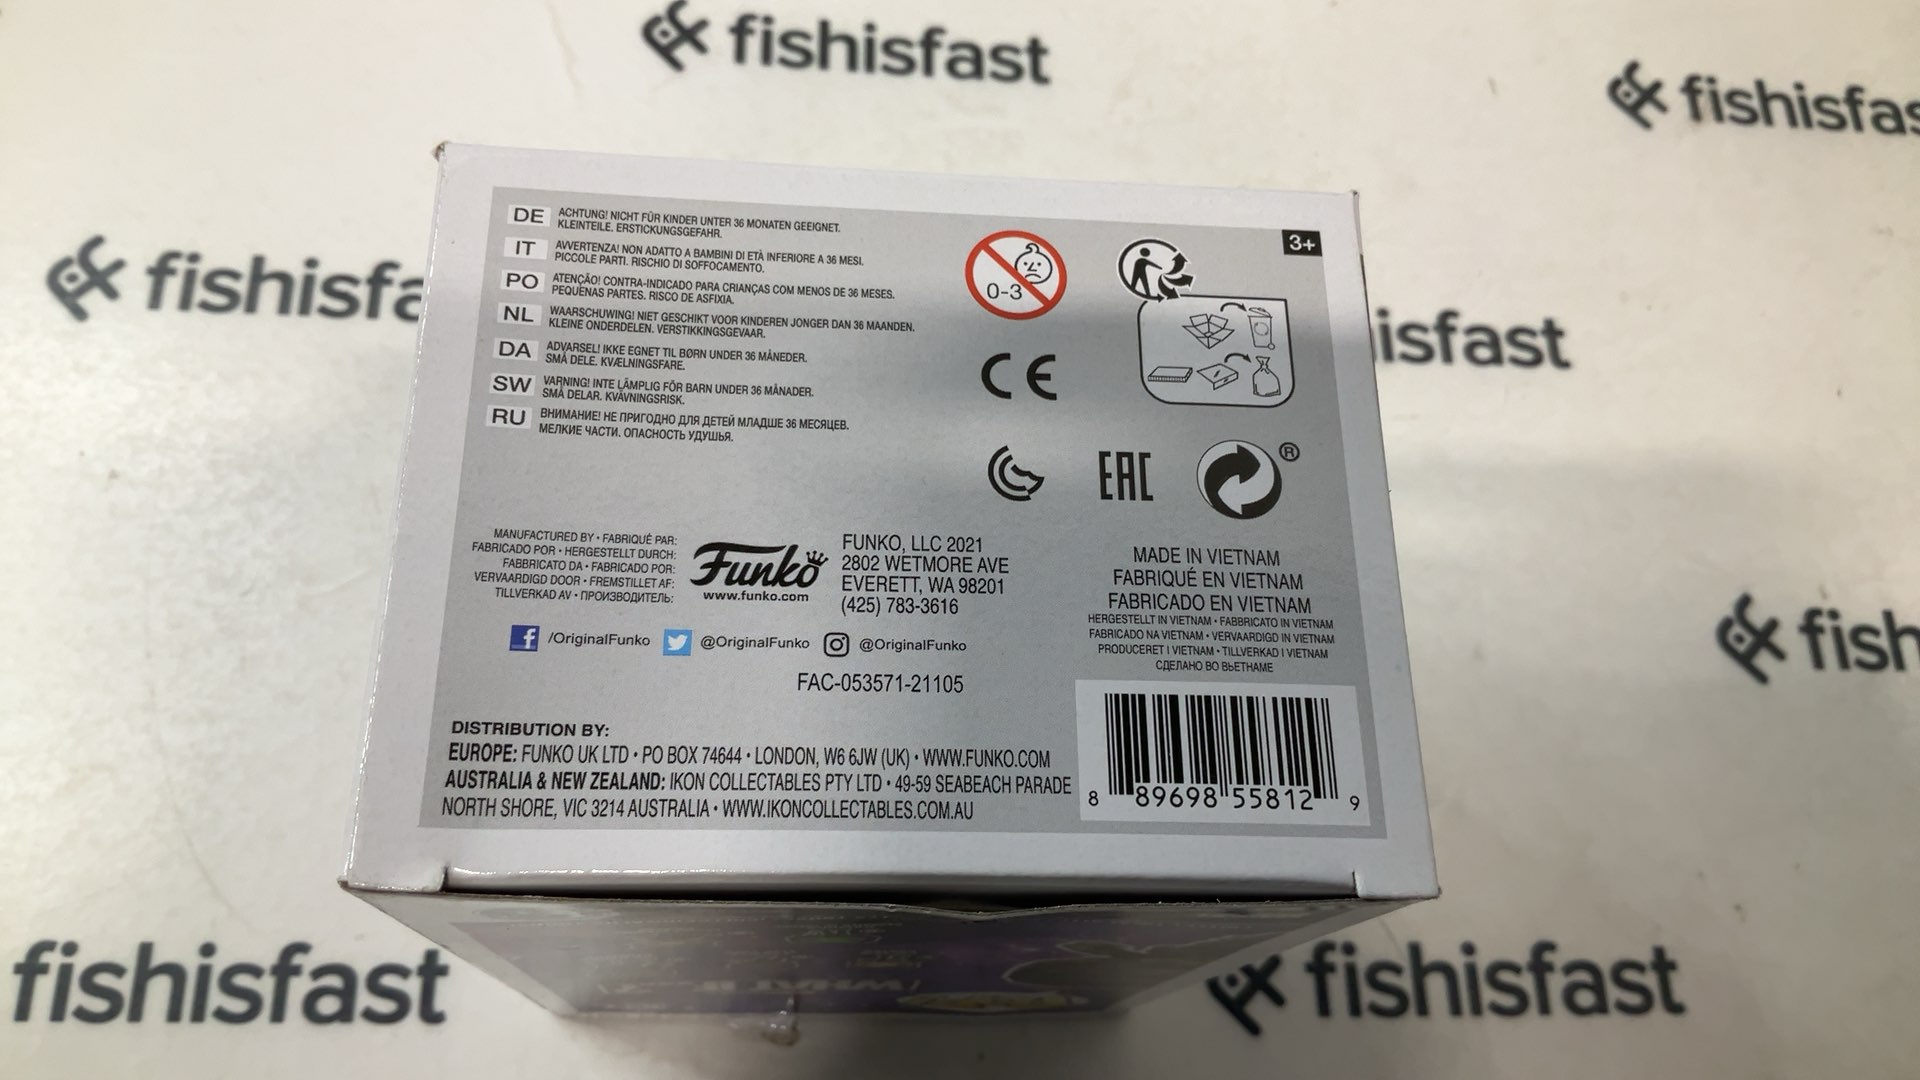 fishisfast
fishisfas
fishisfa
isfast
fish
fishisfast
fishisfast
DE ACHTUNG! NICHT FÜR KINDER UNTER 36 MONATEN GEEIGNET.
KLEINTEILE. ERSTICKUNGSGEFAHR.
IT AVVERTENZA! NON ADATTO A BAMBINI DI ETÀ INFERIORE A 36 MESI.
PICCOLE PARTI. RISCHIO DI SOFFOCAMENTO.
PO ATENÇÃO! CONTRA-INDICADO PARA CRIANÇAS COM MENOS DE 36 MESES.
PEQUENAS PARTES. RISCO DE ASFIXIA.
NL WAARSCHUWING! NIET GESCHIKT VOOR KINDEREN JONGER DAN 36 MAANDEN.
KLEINE ONDERDELEN. VERSTIKKINGSGEVAAR.
DA ADVARSEL! IKKE EGNET TIL BØRN UNDER 36 MÅNEDER.
SMÅ DELE. KVÆLNINGSFARE.
SW VARNING! INTE LÄMPLIG FÖR BARN UNDER 36 MÅNADER.
SMÅ DELAR. KVÄVNINGSRISK.
RU ВНИМАНИЕ! НЕ ПРИГОДНО ДЛЯ ДЕТЕЙ МЛАДШЕ 36 МЕСЯЦЕВ.
МЕЛКИЕ ЧАСТИ. ОПАСНОСТЬ УДУШЬЯ.
0-3
3+
CE
EAC
®
MANUFACTURED BY • FABRIQUÉ PAR:
FABRICADO POR • HERGESTELLT DURCH:
FABBRICATO DA • FABRICADO POR:
VERVAARDIGD DOOR • FREMSTILLET AF:
TILLVERKAD AV • ПРОИЗВОДИТЕЛЬ:
Funko
www.funko.com
FUNKO, LLC 2021
2802 WETMORE AVE
EVERETT, WA 98201
(425) 783-3616
/OriginalFunko @OriginalFunko @OriginalFunko
FAC-053571-21105
MADE IN VIETNAM
FABRIQUÉ EN VIETNAM
FABRICADO EN VIETNAM
HERGESTELLT IN VIETNAM • FABBRICATO IN VIETNAM
FABRICADO NA VIETNAM • VERVAARDIGD IN VIETNAM
PRODUCERET I VIETNAM • TILLVERKAD I VIETNAM
СДЕЛАНО ВО ВЬЕТНАМЕ
DISTRIBUTION BY:
EUROPE: FUNKO UK LTD • PO BOX 74644 • LONDON, W6 6JW (UK) • WWW.FUNKO.COM
AUSTRALIA & NEW ZEALAND: IKON COLLECTABLES PTY LTD • 49-59 SEABEACH PARADE
NORTH SHORE, VIC 3214 AUSTRALIA • WWW.IKONCOLLECTABLES.COM.AU
8 89698 55812 9
WHAT IF...?